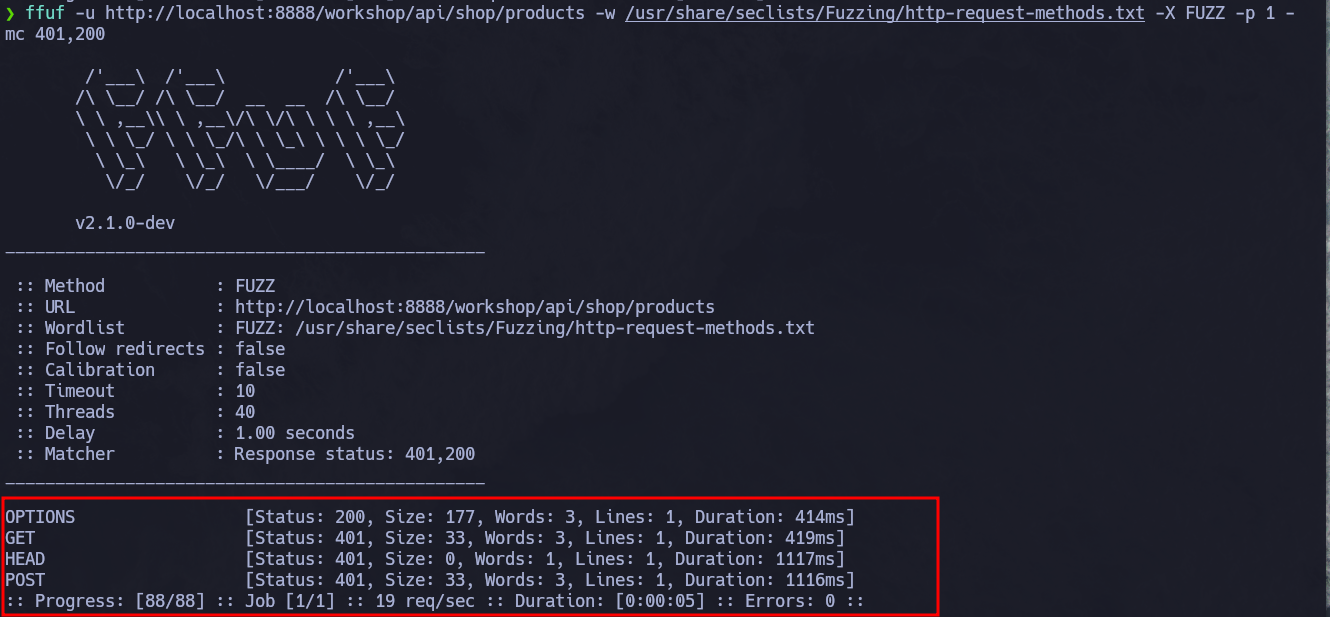 ❯ ffuf -u http://localhost:8888/workshop/api/shop/products -w /usr/share/seclists/Fuzzing/http-request-methods.txt -X FUZZ -p 1 -
mc 401,200
        /'___\  /'___\           /'___\
       /\ \__/ /\ \__/  __  __  /\ \__/
       \ \ ,__\\ \ ,__\/\ \/\ \ \ \ ,__\
        \ \ \_/ \ \ \_/\ \ \_\ \ \ \ \_/
         \ \_\   \ \_\  \ \____/  \ \_\
          \/_/    \/_/   \/___/    \/_/
       v2.1.0-dev
________________________________________________
 :: Method           : FUZZ
 :: URL              : http://localhost:8888/workshop/api/shop/products
 :: Wordlist         : FUZZ: /usr/share/seclists/Fuzzing/http-request-methods.txt
 :: Follow redirects : false
 :: Calibration      : false
 :: Timeout          : 10
 :: Threads          : 40
 :: Delay            : 1.00 seconds
 :: Matcher          : Response status: 401,200
________________________________________________
OPTIONS                 [Status: 200, Size: 177, Words: 3, Lines: 1, Duration: 414ms]
GET                     [Status: 401, Size: 33, Words: 3, Lines: 1, Duration: 419ms]
HEAD                    [Status: 401, Size: 0, Words: 1, Lines: 1, Duration: 1117ms]
POST                    [Status: 401, Size: 33, Words: 3, Lines: 1, Duration: 1116ms]
:: Progress: [88/88] :: Job [1/1] :: 19 req/sec :: Duration: [0:00:05] :: Errors: 0 ::